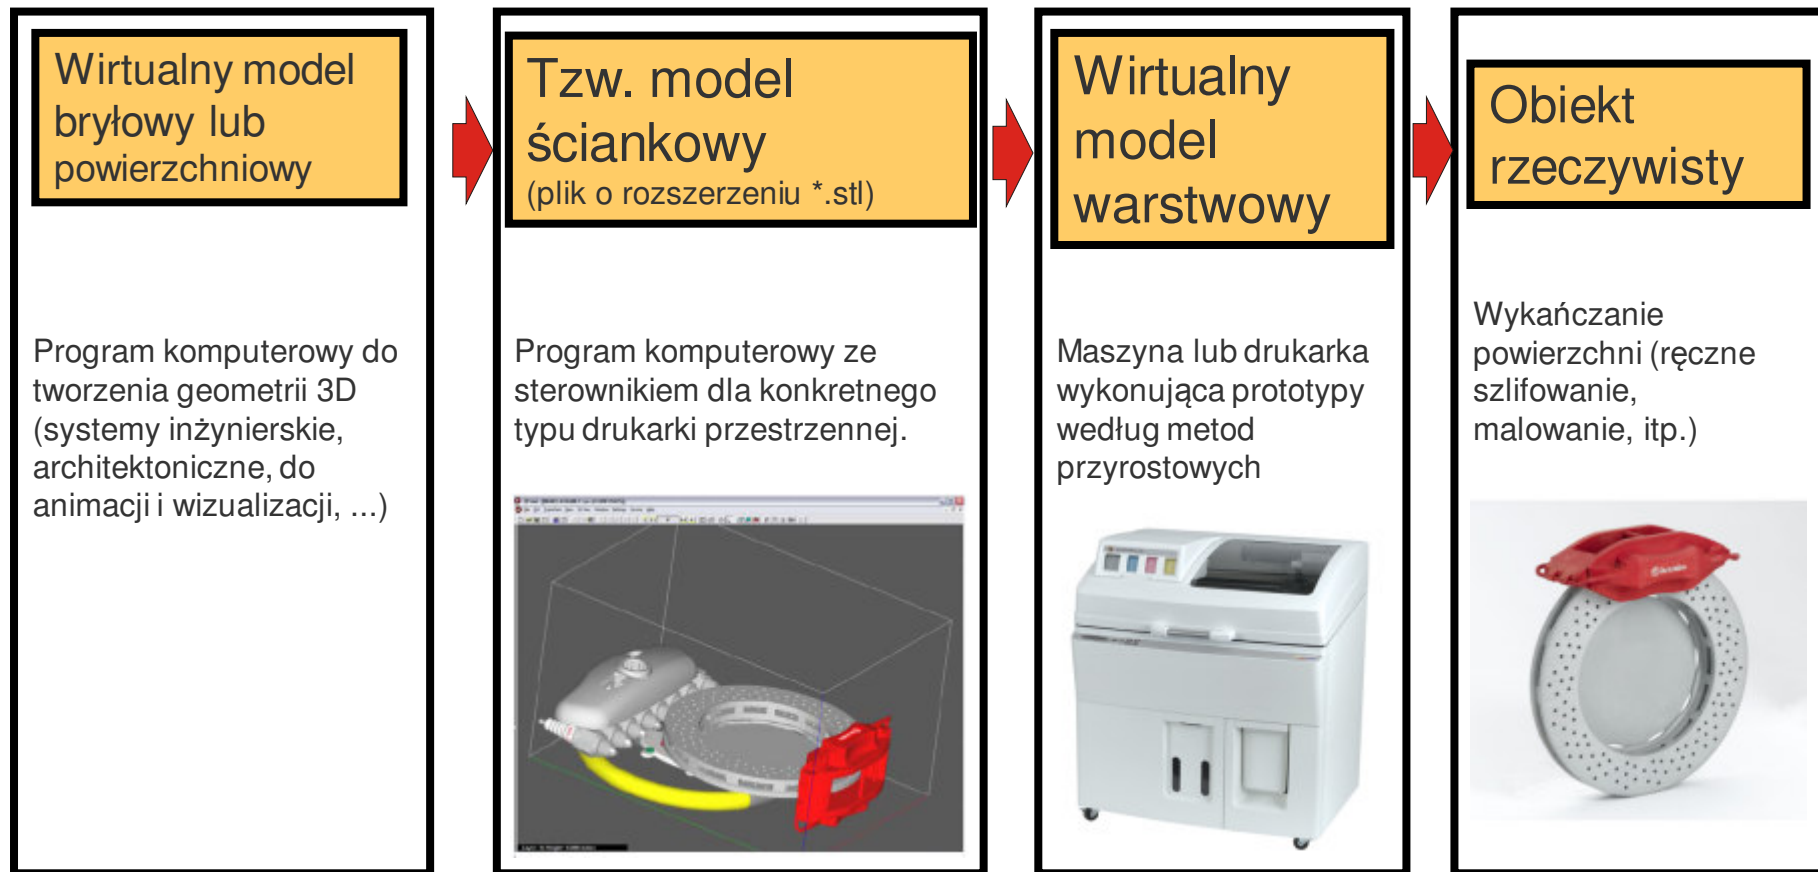 Wirtualny model
bryłowy lub
powierzchniowy
Program komputerowy do
tworzenia geometrii 3D
(systemy inżynierskie,
architektoniczne, do
animacji i wizualizacji, ...)
Tzw. model
ściankowy
(plik o rozszerzeniu *.stl)
Program komputerowy ze
sterownikiem dla konkretnego
typu drukarki przestrzennej.
Wirtualny
model
warstwowy
Maszyna lub drukarka
wykonująca prototypy
według metod
przyrostowych
Obiekt
rzeczywisty
Wykańczanie
powierzchni (ręczne
szlifowanie,
malowanie, itp.)